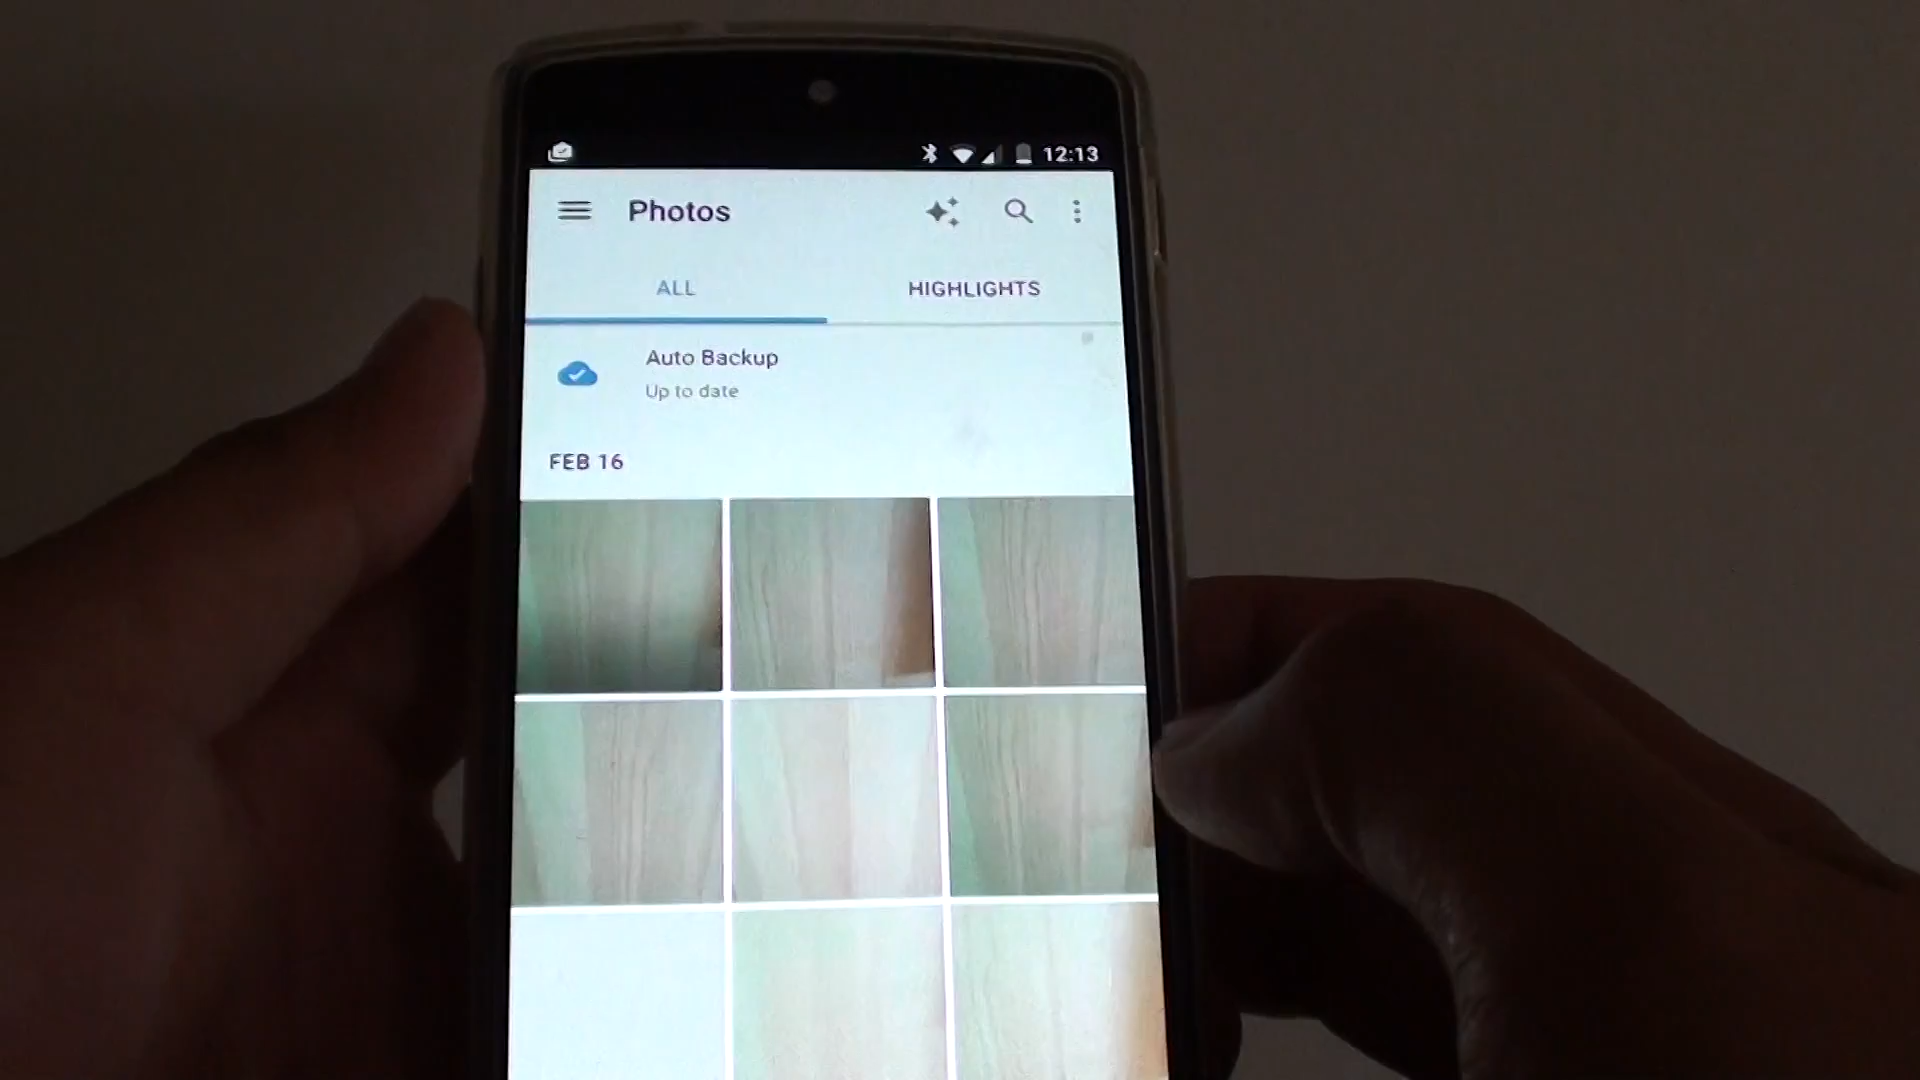 12:13
Photos
ALL HIGHLIGHTS
Auto Backup
Up to date
FEB 16